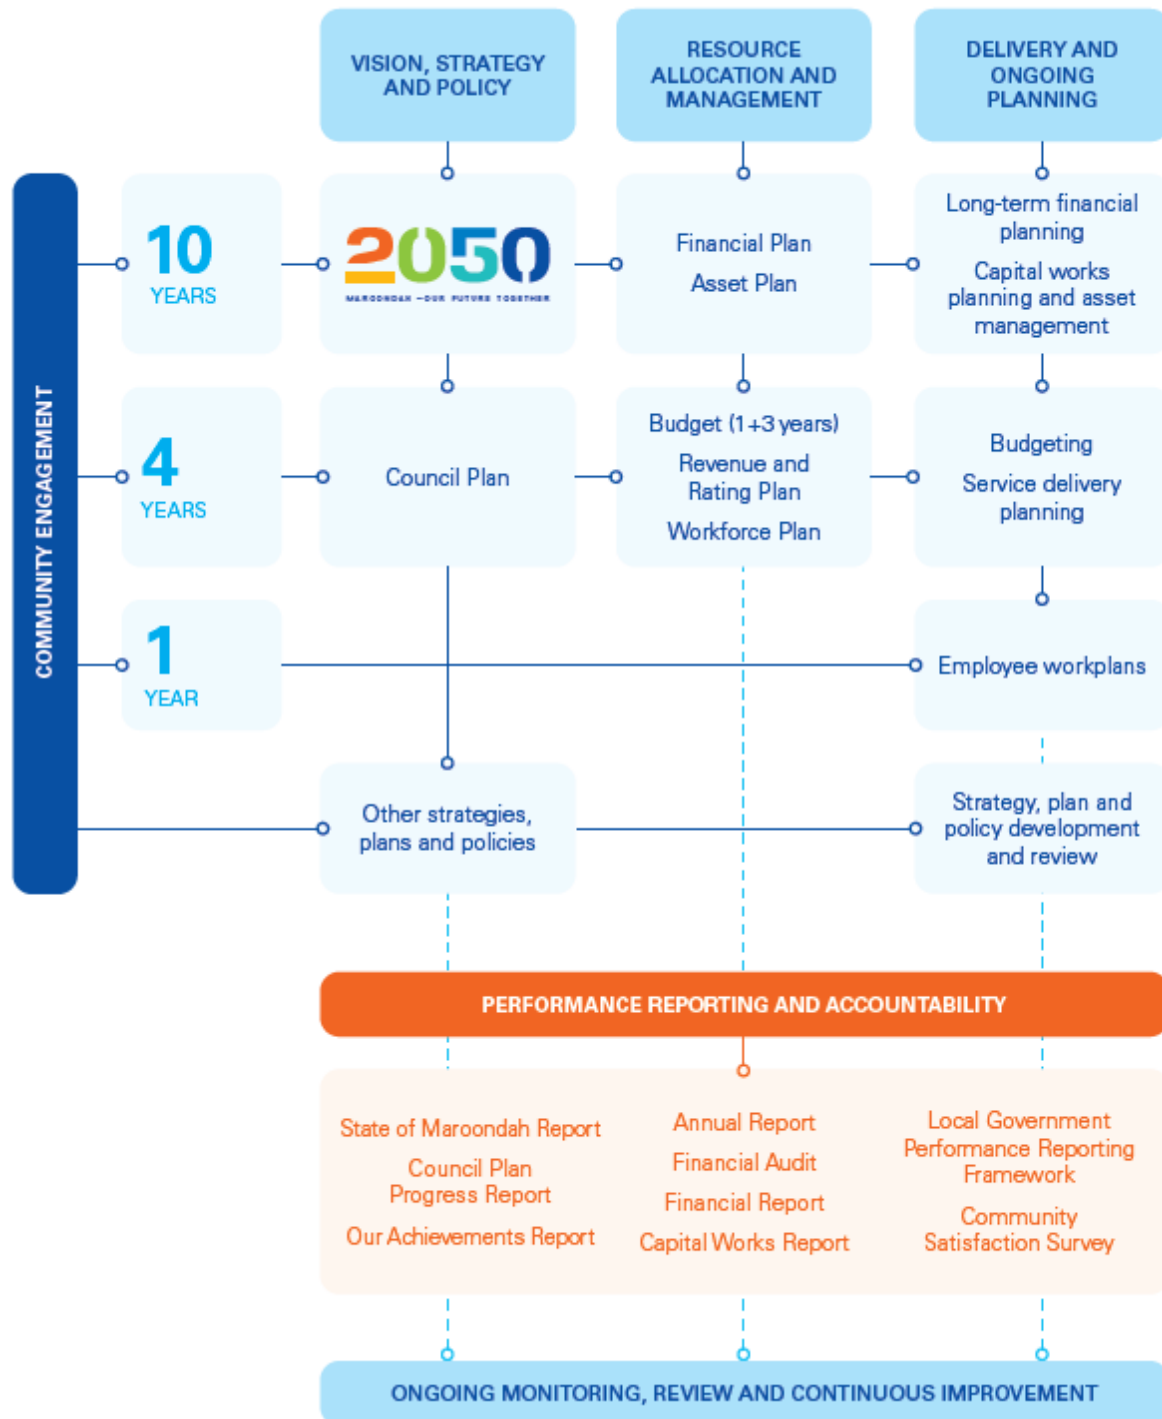 VISION, STRATEGY
AND POLICY
RESOURCE
ALLOCATION AND
MANAGEMENT
DELIVERY AND
ONGOING
PLANNING
COMMUNITY ENGAGEMENT
10
YEARS
2050
MAROONDAH – OUR FUTURE TOGETHER
Financial Plan
Asset Plan
Long-term financial
planning
Capital works
planning and asset
management
4
YEARS
Council Plan
Budget (1+3 years)
Revenue and
Rating Plan
Workforce Plan
Budgeting
Service delivery
planning
1
YEAR
Employee workplans
Other strategies,
plans and policies
Strategy, plan and
policy development
and review
PERFORMANCE REPORTING AND ACCOUNTABILITY
State of Maroondah Report
Council Plan
Progress Report
Our Achievements Report
Annual Report
Financial Audit
Financial Report
Capital Works Report
Local Government
Performance Reporting
Framework
Community
Satisfaction Survey
ONGOING MONITORING, REVIEW AND CONTINUOUS IMPROVEMENT